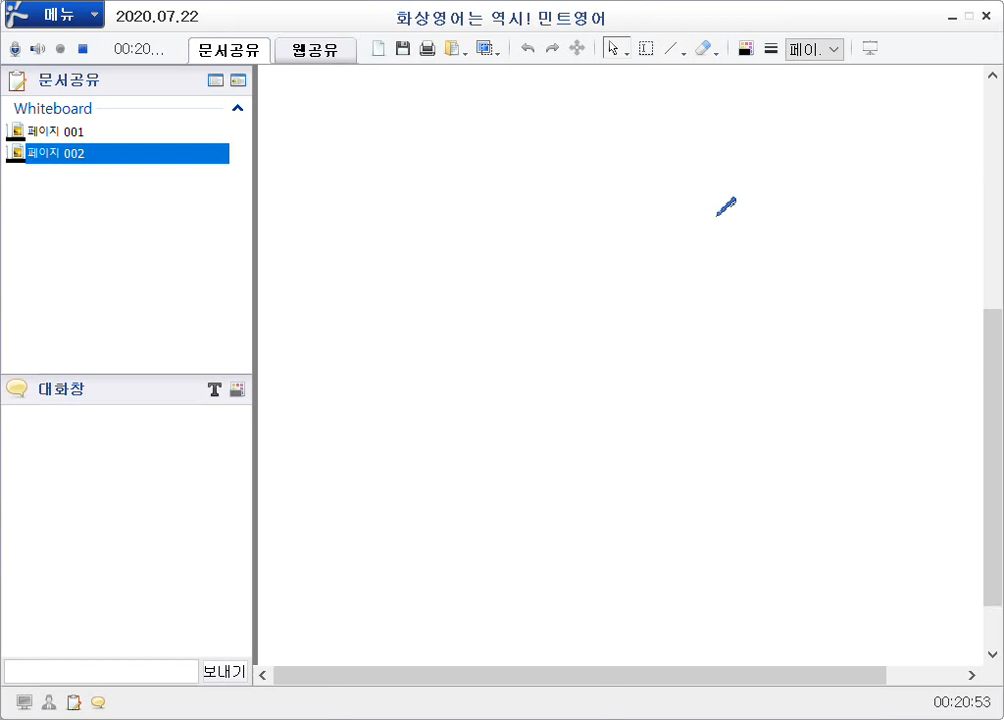 메뉴 2020.07.22 화상영어는 역시! 민트영어
00:20... 문서공유 웹공유 페이.
문서공유
Whiteboard
페이지 001
페이지 002
대화창 T
보내기
00:20:53